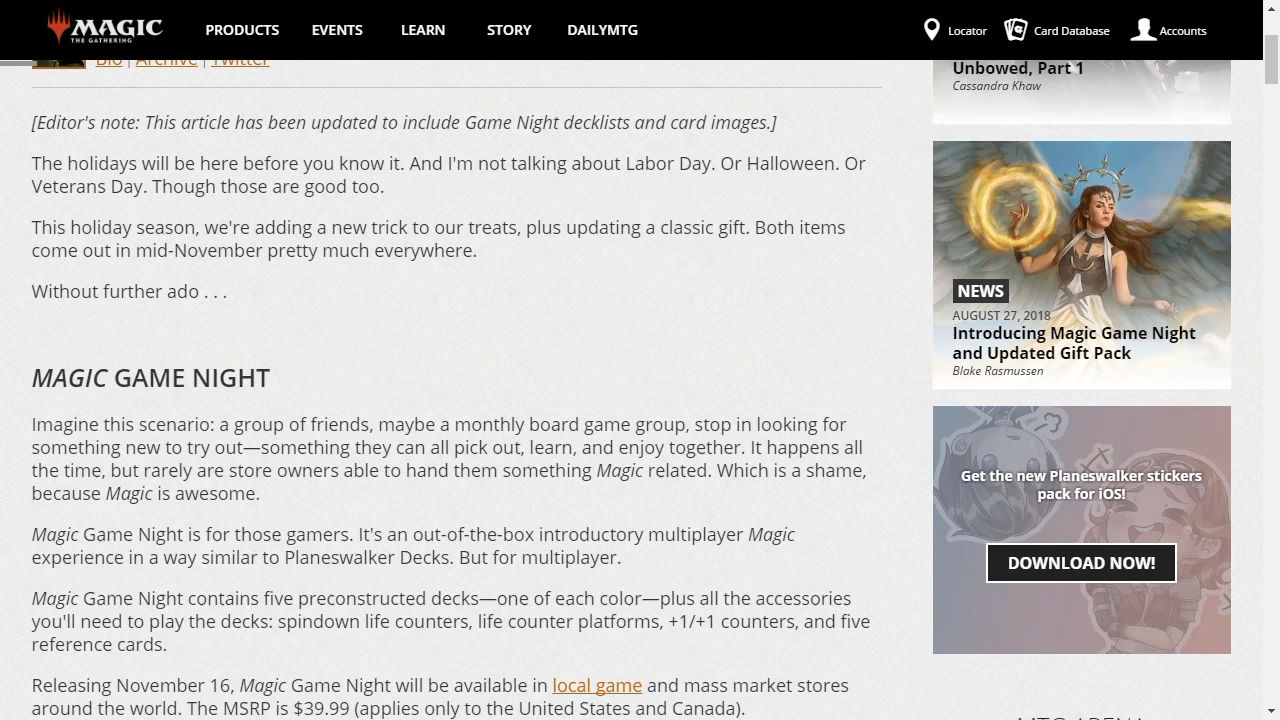 MAGIC
THE GATHERING
PRODUCTS
EVENTS
LEARN
STORY
DAILYMTG
Locator
Card Database
Accounts
Bio | Archive | Twitter
[Editor's note: This article has been updated to include Game Night decklists and card images.]
The holidays will be here before you know it. And I'm not talking about Labor Day. Or Halloween. Or
Veterans Day. Though those are good too.
This holiday season, we're adding a new trick to our treats, plus updating a classic gift. Both items
come out in mid-November pretty much everywhere.
Without further ado . . .
MAGIC GAME NIGHT
Imagine this scenario: a group of friends, maybe a monthly board game group, stop in looking for
something new to try out—something they can all pick out, learn, and enjoy together. It happens all
the time, but rarely are store owners able to hand them something Magic related. Which is a shame,
because Magic is awesome.
Magic Game Night is for those gamers. It's an out-of-the-box introductory multiplayer Magic
experience in a way similar to Planeswalker Decks. But for multiplayer.
Magic Game Night contains five preconstructed decks—one of each color—plus all the accessories
you'll need to play the decks: spindown life counters, life counter platforms, +1/+1 counters, and five
reference cards.
Releasing November 16, Magic Game Night will be available in local game and mass market stores
around the world. The MSRP is $39.99 (applies only to the United States and Canada).
Unbowed, Part 1
Cassandra Khaw
NEWS
AUGUST 27, 2018
Introducing Magic Game Night
and Updated Gift Pack
Blake Rasmussen
Get the new Planeswalker stickers
pack for iOS!
DOWNLOAD NOW!
MTG ARENA